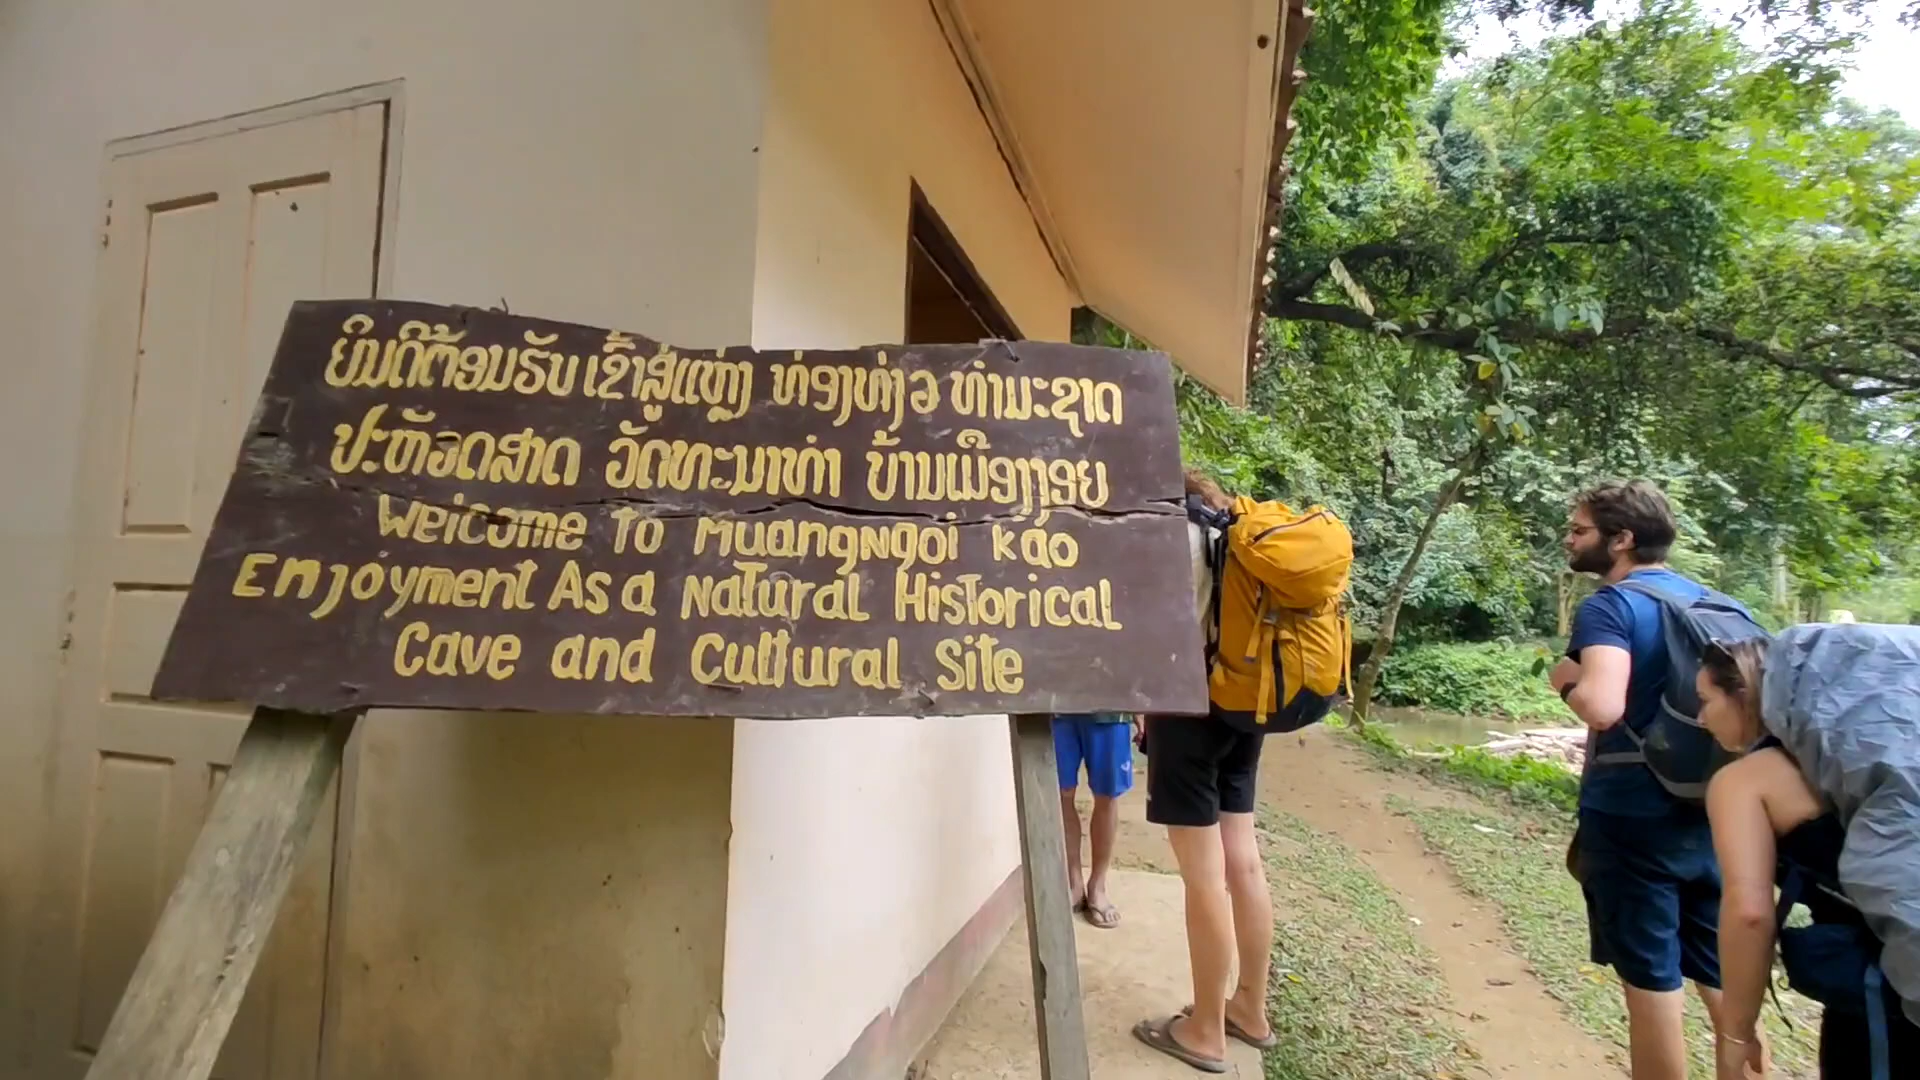 ຍິນດີຕ້ອນຮັບເຂົ້າສູ່ແຫຼ່ງ ທ່ອງທ່ຽວ ທຳມະຊາດ
ປະຫວັດສາດ ວັດທະນາທຳ ບ້ານເມືອງງອຍ
Welcome To MuangNgoi Kao
Enjoyment As a Natural Historical
Cave and Cultural Site